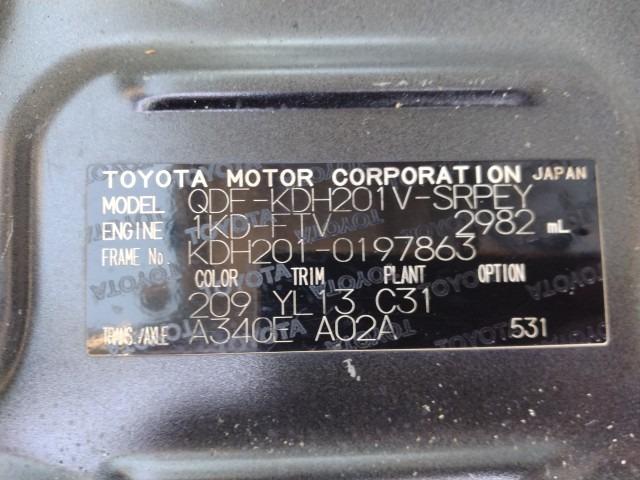 TOYOTA MOTOR CORPORATION JAPAN
MODEL QDF-KDH201V-SRPEY
ENGINE 1KD-FTV 2982 mL
FRAME No. KDH201-0197863
COLOR TRIM PLANT OPTION
209 YL13 C31
TRANS./AXLE A340E A02A 531